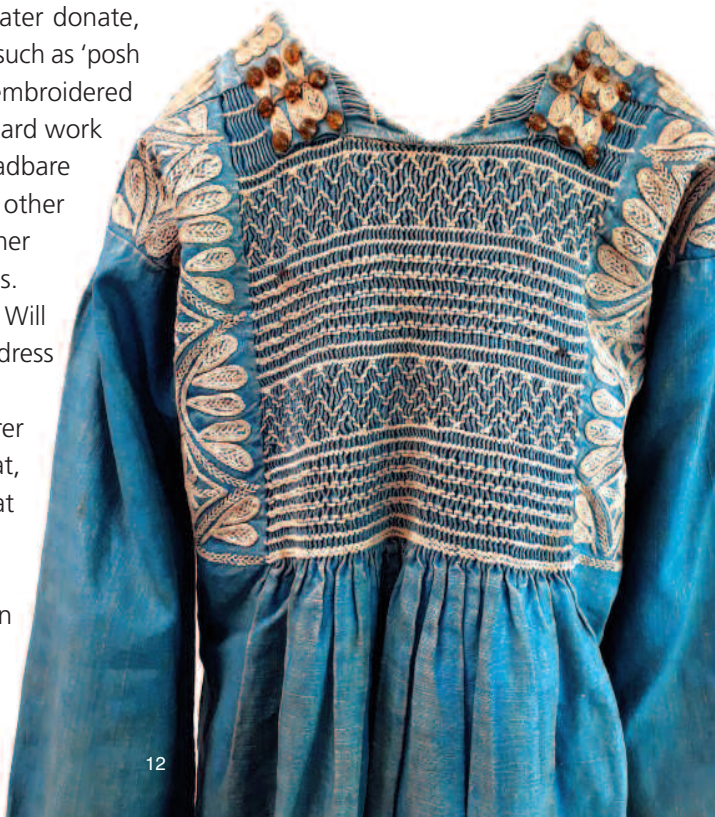 ater donate,
such as ‘posh
embroidered
ard work
adbare
other
her
s.
Will
dress
rer
at,
at
n
12